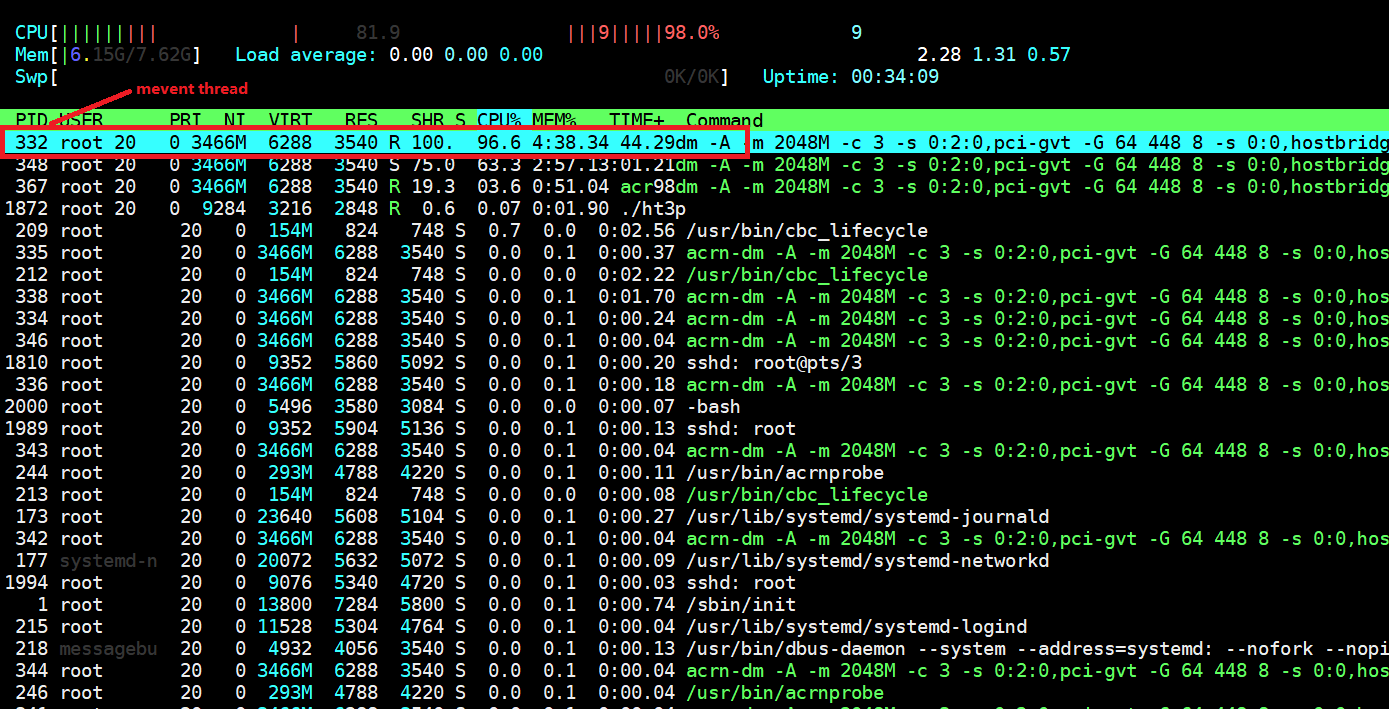 CPU[||||||||| | 81.9 |||9|||||98.0% 9
Mem[|6.15G/7.62G] Load average: 0.00 0.00 0.00 2.28 1.31 0.57
Swp[ 0K/0K] Uptime: 00:34:09
mevent thread
PID USER PRI NI VIRT RES SHR S CPU% MEM% TIME+ Command
332 root 20 0 3466M 6288 3540 R 100. 96.6 4:38.34 44.29dm -A -m 2048M -c 3 -s 0:2:0,pci-gvt -G 64 448 8 -s 0:0,hostbridg
348 root 20 0 3466M 6288 3540 S 75.0 63.3 2:57.13:01.21dm -A -m 2048M -c 3 -s 0:2:0,pci-gvt -G 64 448 8 -s 0:0,hostbridg
367 root 20 0 3466M 6288 3540 R 19.3 03.6 0:51.04 acr98dm -A -m 2048M -c 3 -s 0:2:0,pci-gvt -G 64 448 8 -s 0:0,hostbridg
1872 root 20 0 9284 3216 2848 R 0.6 0.07 0:01.90 ./ht3p
209 root 20 0 154M 824 748 S 0.7 0.0 0:02.56 /usr/bin/cbc_lifecycle
335 root 20 0 3466M 6288 3540 S 0.0 0.1 0:00.37 acrn-dm -A -m 2048M -c 3 -s 0:2:0,pci-gvt -G 64 448 8 -s 0:0,hos
212 root 20 0 154M 824 748 S 0.0 0.0 0:02.22 /usr/bin/cbc_lifecycle
338 root 20 0 3466M 6288 3540 S 0.0 0.1 0:01.70 acrn-dm -A -m 2048M -c 3 -s 0:2:0,pci-gvt -G 64 448 8 -s 0:0,hos
334 root 20 0 3466M 6288 3540 S 0.0 0.1 0:00.24 acrn-dm -A -m 2048M -c 3 -s 0:2:0,pci-gvt -G 64 448 8 -s 0:0,hos
346 root 20 0 3466M 6288 3540 S 0.0 0.1 0:00.04 acrn-dm -A -m 2048M -c 3 -s 0:2:0,pci-gvt -G 64 448 8 -s 0:0,hos
1810 root 20 0 9352 5860 5092 S 0.0 0.1 0:00.20 sshd: root@pts/3
336 root 20 0 3466M 6288 3540 S 0.0 0.1 0:00.18 acrn-dm -A -m 2048M -c 3 -s 0:2:0,pci-gvt -G 64 448 8 -s 0:0,hos
2000 root 20 0 5496 3580 3084 S 0.0 0.0 0:00.07 -bash
1989 root 20 0 9352 5904 5136 S 0.0 0.1 0:00.13 sshd: root
343 root 20 0 3466M 6288 3540 S 0.0 0.1 0:00.04 acrn-dm -A -m 2048M -c 3 -s 0:2:0,pci-gvt -G 64 448 8 -s 0:0,hos
244 root 20 0 293M 4788 4220 S 0.0 0.1 0:00.11 /usr/bin/acrnprobe
213 root 20 0 154M 824 748 S 0.0 0.0 0:00.08 /usr/bin/cbc_lifecycle
173 root 20 0 23640 5608 5104 S 0.0 0.1 0:00.27 /usr/lib/systemd/systemd-journald
342 root 20 0 3466M 6288 3540 S 0.0 0.1 0:00.04 acrn-dm -A -m 2048M -c 3 -s 0:2:0,pci-gvt -G 64 448 8 -s 0:0,hos
177 systemd-n 20 0 20072 5632 5072 S 0.0 0.1 0:00.09 /usr/lib/systemd/systemd-networkd
1994 root 20 0 9076 5340 4720 S 0.0 0.1 0:00.03 sshd: root
1 root 20 0 13800 7284 5800 S 0.0 0.1 0:00.74 /sbin/init
215 root 20 0 11528 5304 4764 S 0.0 0.1 0:00.04 /usr/lib/systemd/systemd-logind
218 messagebu 20 0 4932 4056 3540 S 0.0 0.1 0:00.13 /usr/bin/dbus-daemon --system --address=systemd: --nofork --nopi
344 root 20 0 3466M 6288 3540 S 0.0 0.1 0:00.04 acrn-dm -A -m 2048M -c 3 -s 0:2:0,pci-gvt -G 64 448 8 -s 0:0,hos
246 root 20 0 293M 4788 4220 S 0.0 0.1 0:00.04 /usr/bin/acrnprobe